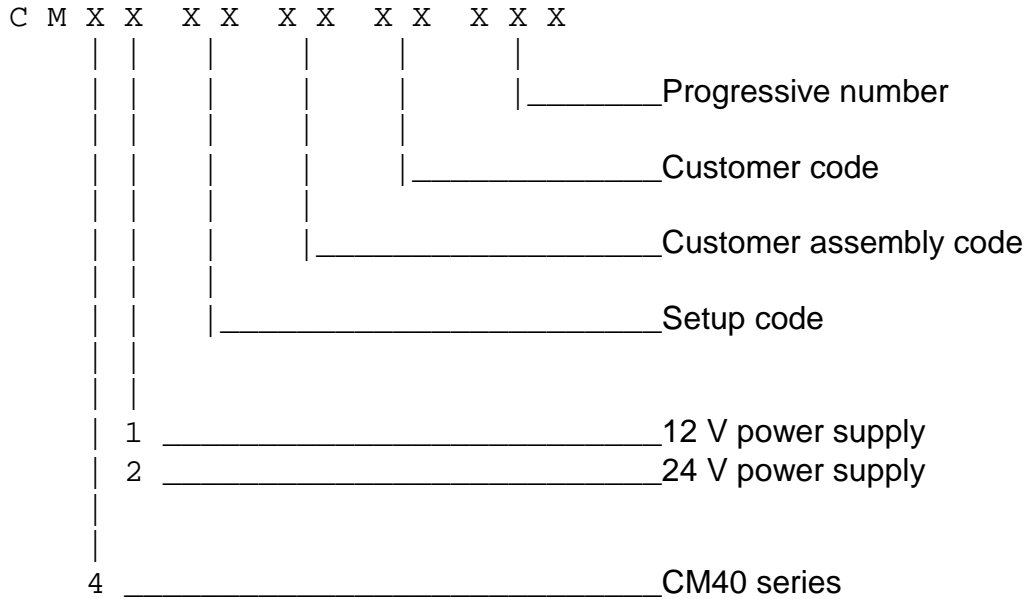 C M X X X X X X X X X X X
Progressive number
Customer code
Customer assembly code
Setup code
1 12 V power supply
2 24 V power supply
4 CM40 series